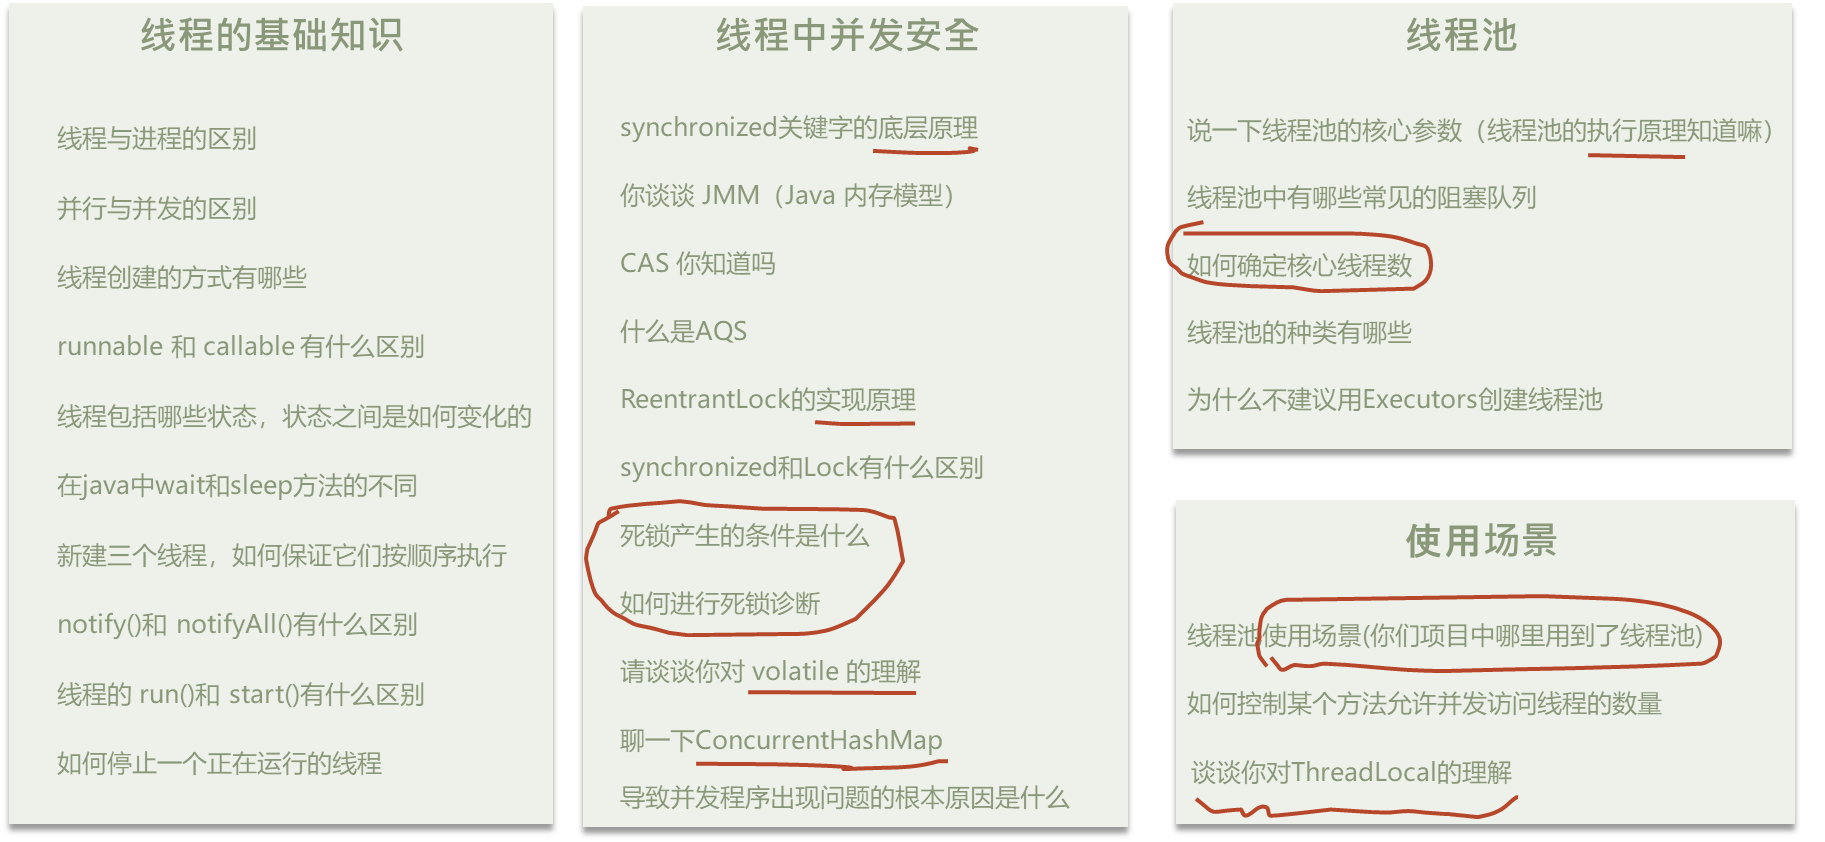 线程的基础知识
线程与进程的区别
并行与并发的区别
线程创建的方式有哪些
runnable 和 callable 有什么区别
线程包括哪些状态，状态之间是如何变化的
在java中wait和sleep方法的不同
新建三个线程，如何保证它们按顺序执行
notify()和 notifyAll()有什么区别
线程的 run()和 start()有什么区别
如何停止一个正在运行的线程
线程中并发安全
synchronized关键字的底层原理
你谈谈 JMM（Java 内存模型）
CAS 你知道吗
什么是AQS
ReentrantLock的实现原理
synchronized和Lock有什么区别
死锁产生的条件是什么
如何进行死锁诊断
请谈谈你对 volatile 的理解
聊一下ConcurrentHashMap
导致并发程序出现问题的根本原因是什么
线程池
说一下线程池的核心参数（线程池的执行原理知道嘛）
线程池中有哪些常见的阻塞队列
如何确定核心线程数
线程池的种类有哪些
为什么不建议用Executors创建线程池
使用场景
线程池使用场景(你们项目中哪里用到了线程池)
如何控制某个方法允许并发访问线程的数量
谈谈你对ThreadLocal的理解